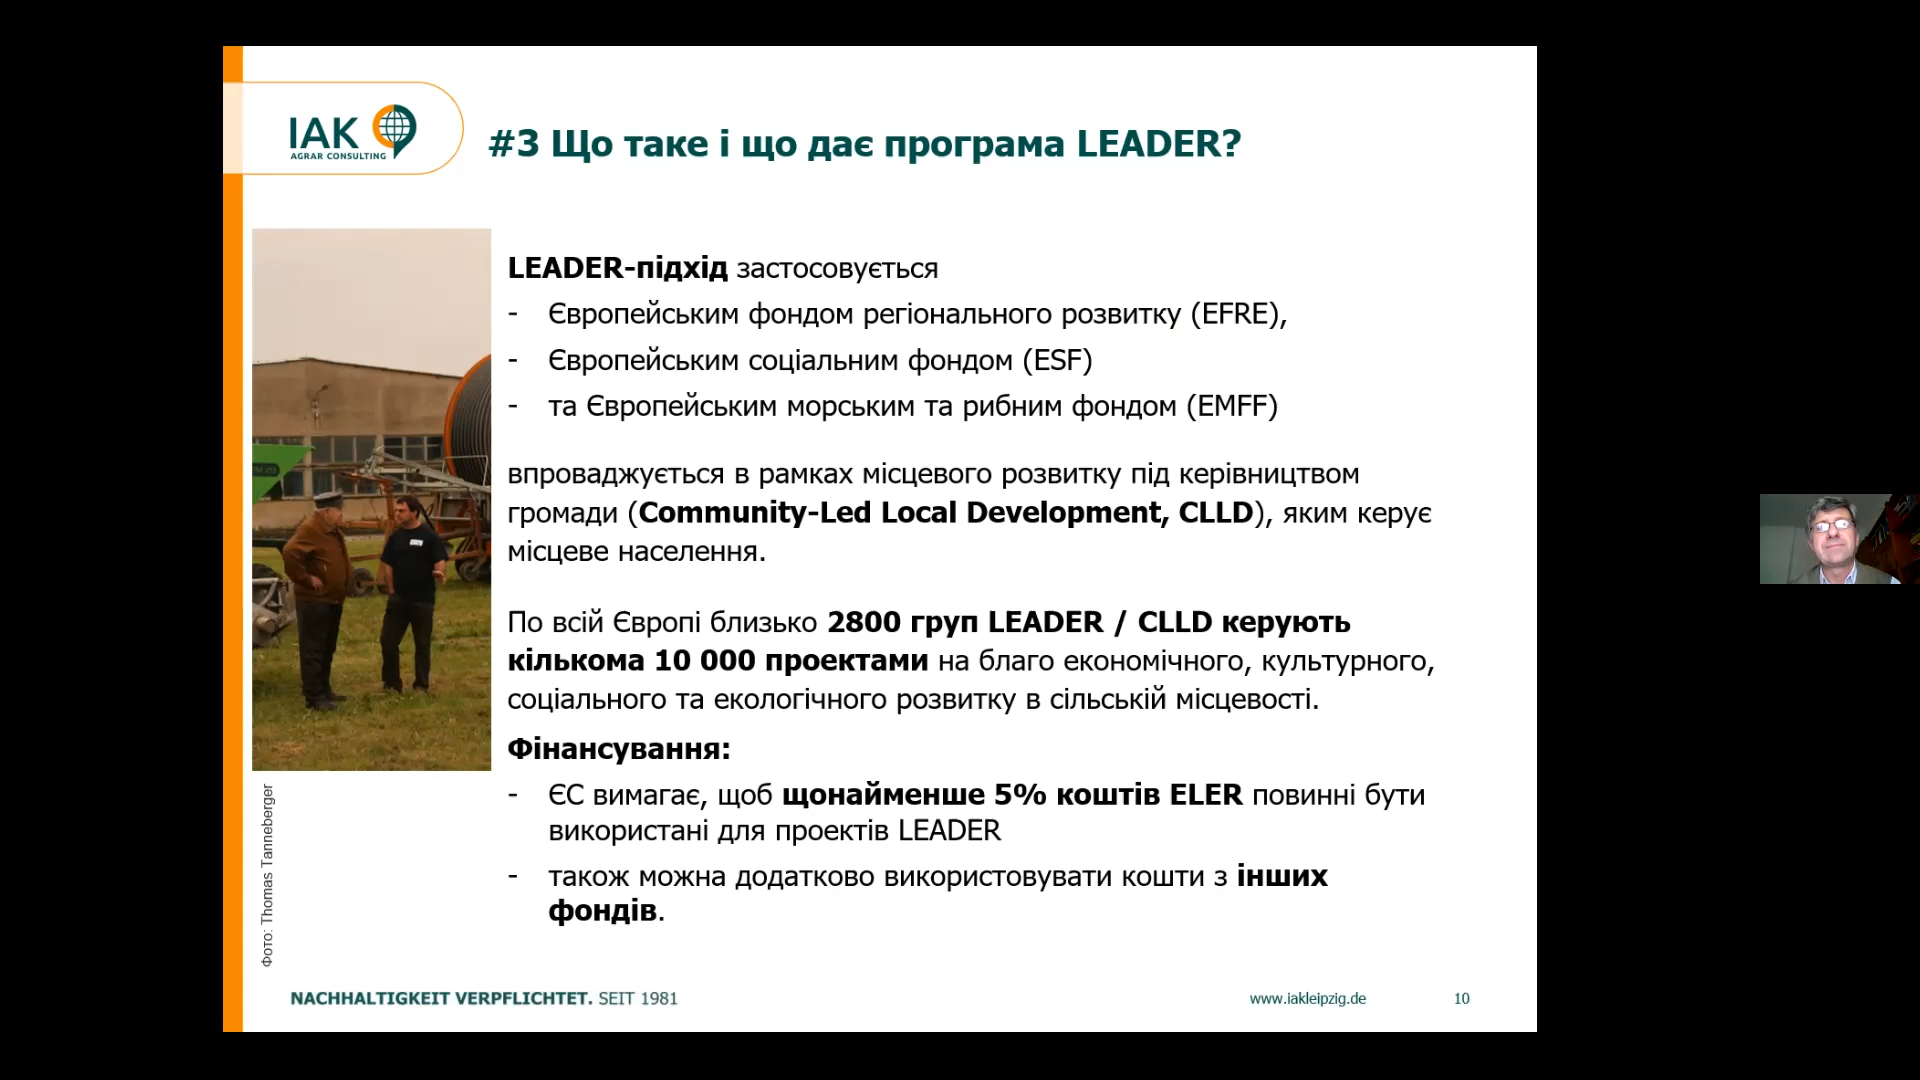 IAK
AGRAR CONSULTING
#3 Що таке і що дає програма LEADER?
LEADER-підхід застосовується
- Європейським фондом регіонального розвитку (EFRE),
- Європейським соціальним фондом (ESF)
- та Європейським морським та рибним фондом (EMFF)
впроваджується в рамках місцевого розвитку під керівництвом
громади (Community-Led Local Development, CLLD), яким керує
місцеве населення.
По всій Європі близько 2800 груп LEADER / CLLD керують
кількома 10 000 проектами на благо економічного, культурного,
соціального та екологічного розвитку в сільській місцевості.
Фінансування:
- ЄС вимагає, щоб щонайменше 5% коштів ELER повинні бути
використані для проектів LEADER
- також можна додатково використовувати кошти з інших
фондів.
Фото: Thomas Tanneberger
NACHHALTIGKEIT VERPFLICHTET. SEIT 1981
www.iakleipzig.de
10